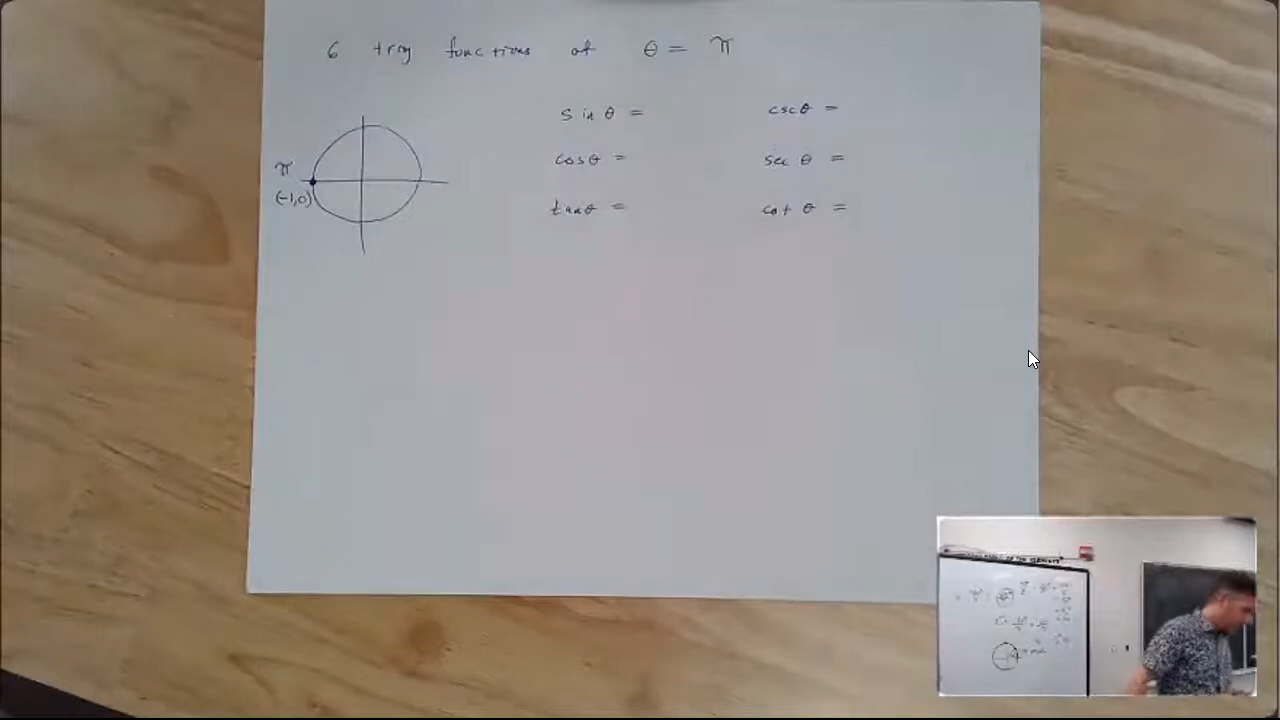 6 trig functions of θ = π
sin θ = csc θ =
cos θ = sec θ =
π
(-1,0)
tan θ = cot θ =